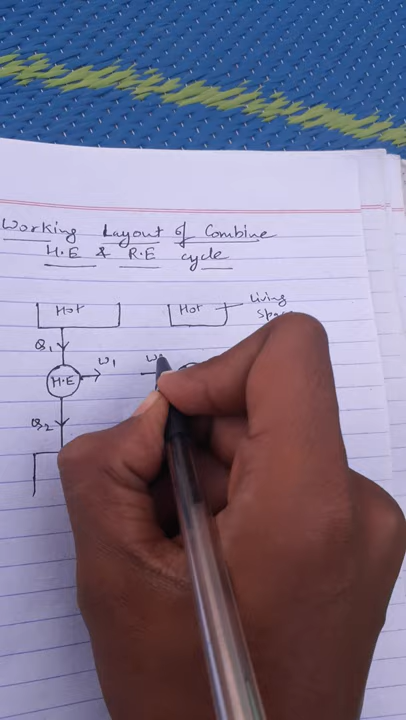 Working Layout of Combine
H.E & R.E cycle
Hot
Hot
Living
Q1
W1
H.E
Q2